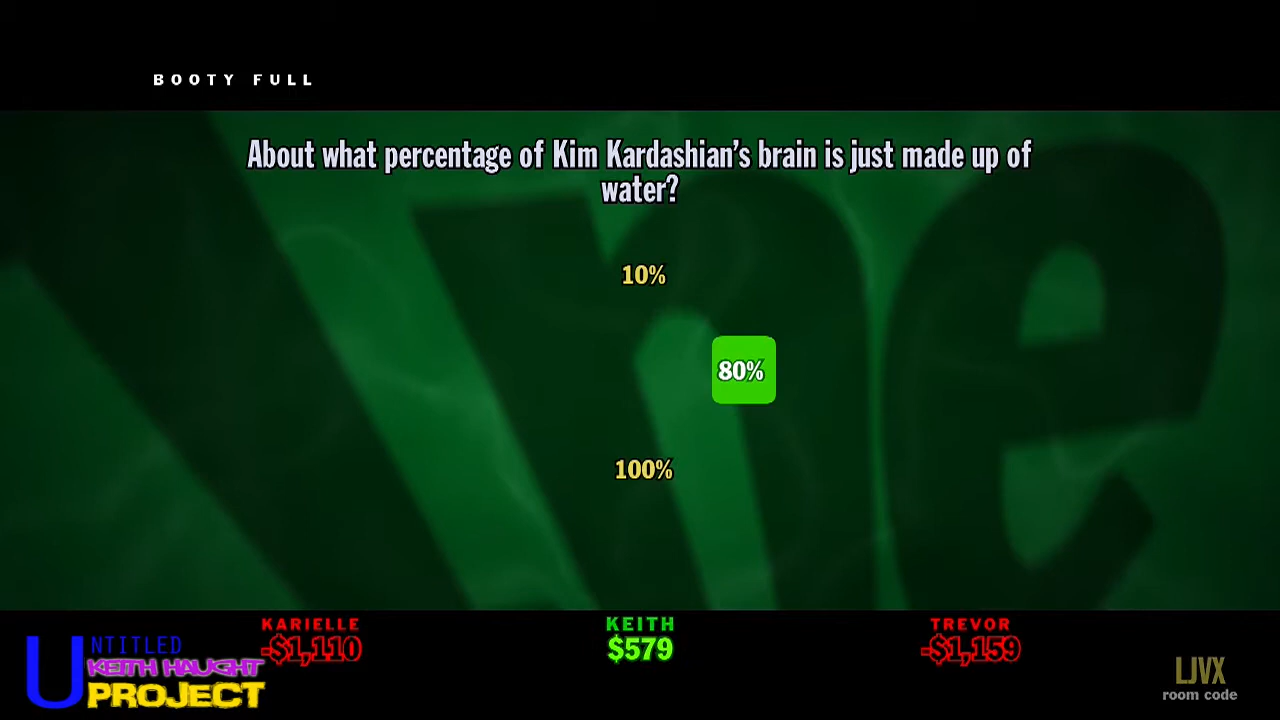 BOOTY FULL
About what percentage of Kim Kardashian's brain is just made up of
water?
10%
80%
100%
KARIELLE
-$1,110
KEITH
$579
TREVOR
-$1,159
UNTITLED
KEITH HAUGHT
PROJECT
LJVX
room code